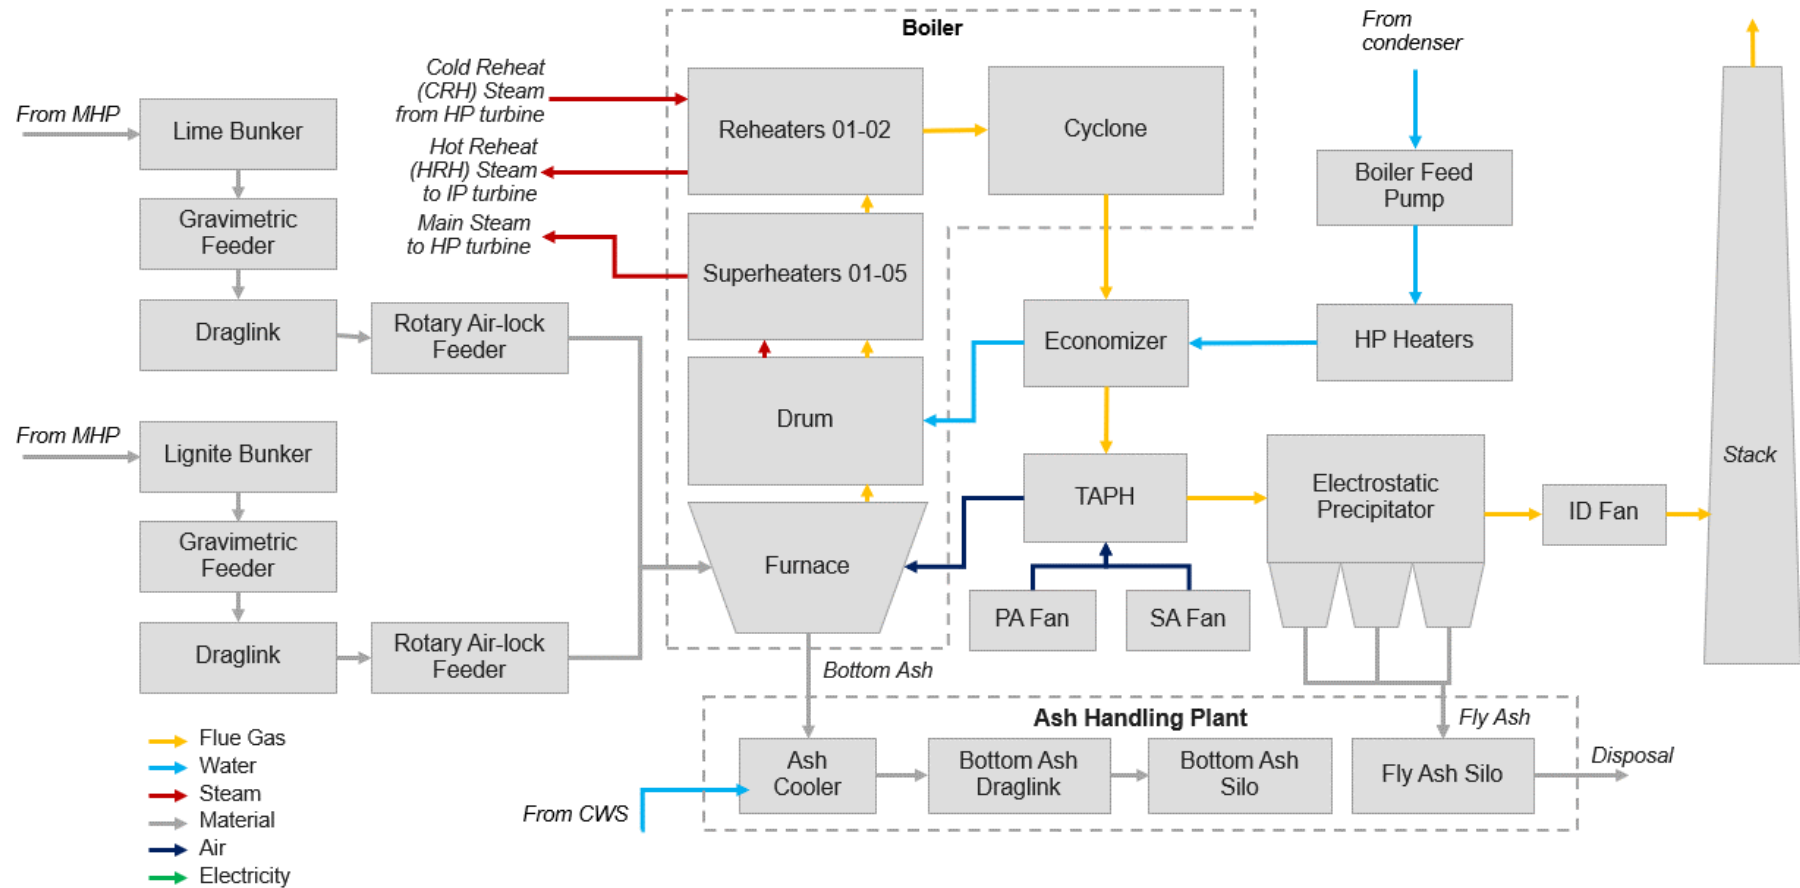 Boiler
From
condenser
Cold Reheat
(CRH) Steam
from HP turbine
Hot Reheat
(HRH) Steam
to IP turbine
Main Steam
to HP turbine
From MHP
Lime Bunker
Gravimetric
Feeder
Draglink
Rotary Air-lock
Feeder
Reheaters 01-02
Cyclone
Boiler Feed
Pump
Superheaters 01-05
Economizer
HP Heaters
Drum
From MHP
Lignite Bunker
Gravimetric
Feeder
Draglink
Rotary Air-lock
Feeder
Furnace
TAPH
PA Fan
SA Fan
Electrostatic
Precipitator
ID Fan
Stack
Bottom Ash
Ash Handling Plant
Fly Ash
Ash
Cooler
Bottom Ash
Draglink
Bottom Ash
Silo
Fly Ash Silo
Disposal
From CWS
Flue Gas
Water
Steam
Material
Air
Electricity